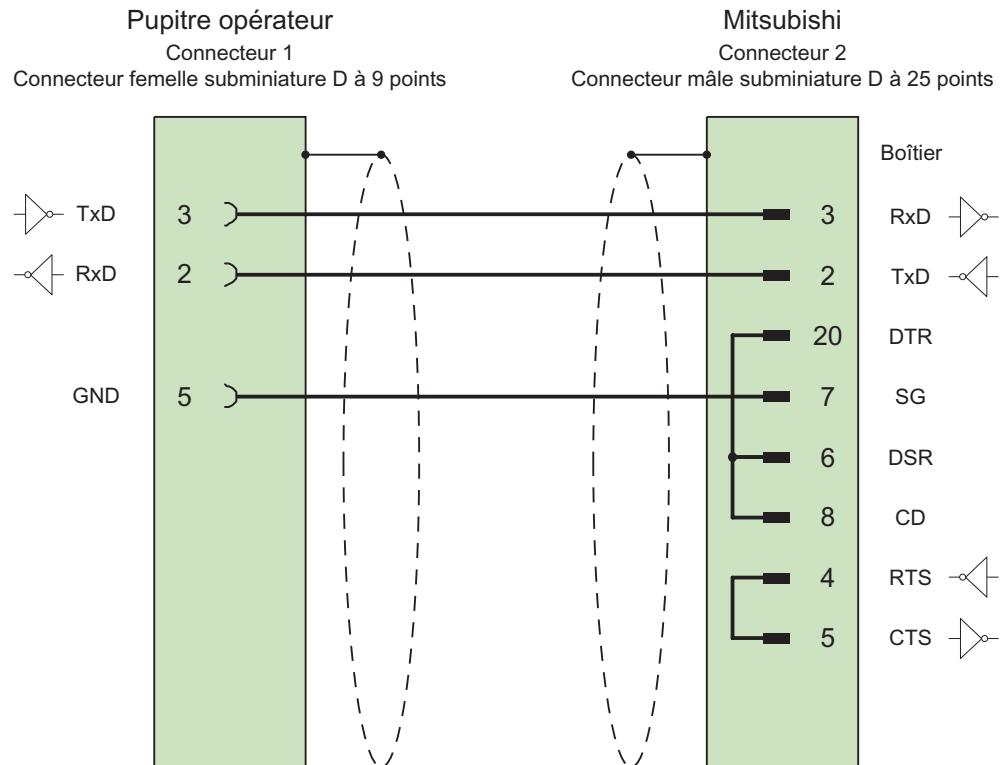 Pupitre opérateur
Connecteur 1
Connecteur femelle subminiature D à 9 points
Mitsubishi
Connecteur 2
Connecteur mâle subminiature D à 25 points
Boîtier
TxD 3 3 RxD
RxD 2 2 TxD
20 DTR
GND 5 7 SG
6 DSR
8 CD
4 RTS
5 CTS